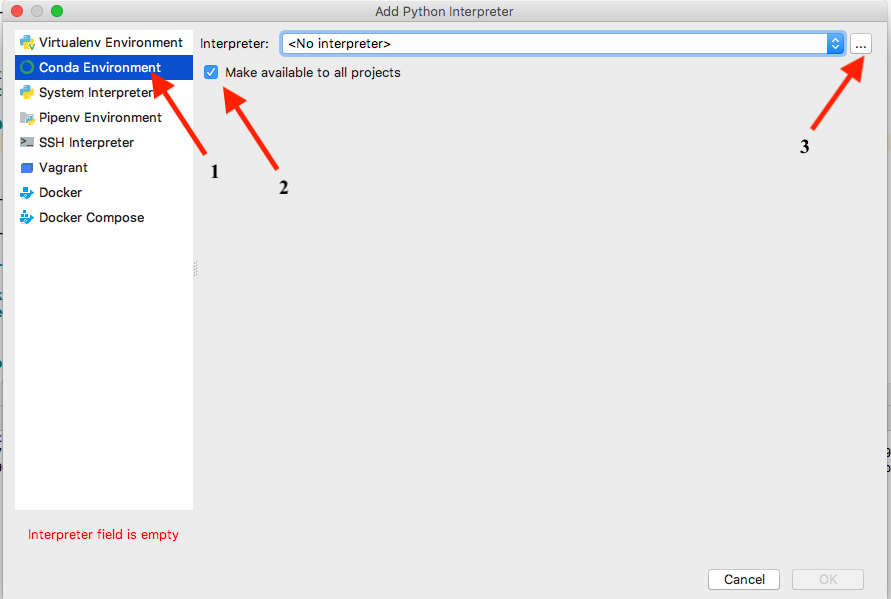 Add Python Interpreter
Virtualenv Environment
Conda Environment
System Interpreter
Pipenv Environment
SSH Interpreter
Vagrant
Docker
Docker Compose
Interpreter: <No interpreter> ...
Make available to all projects
1
2
3
Interpreter field is empty
Cancel OK